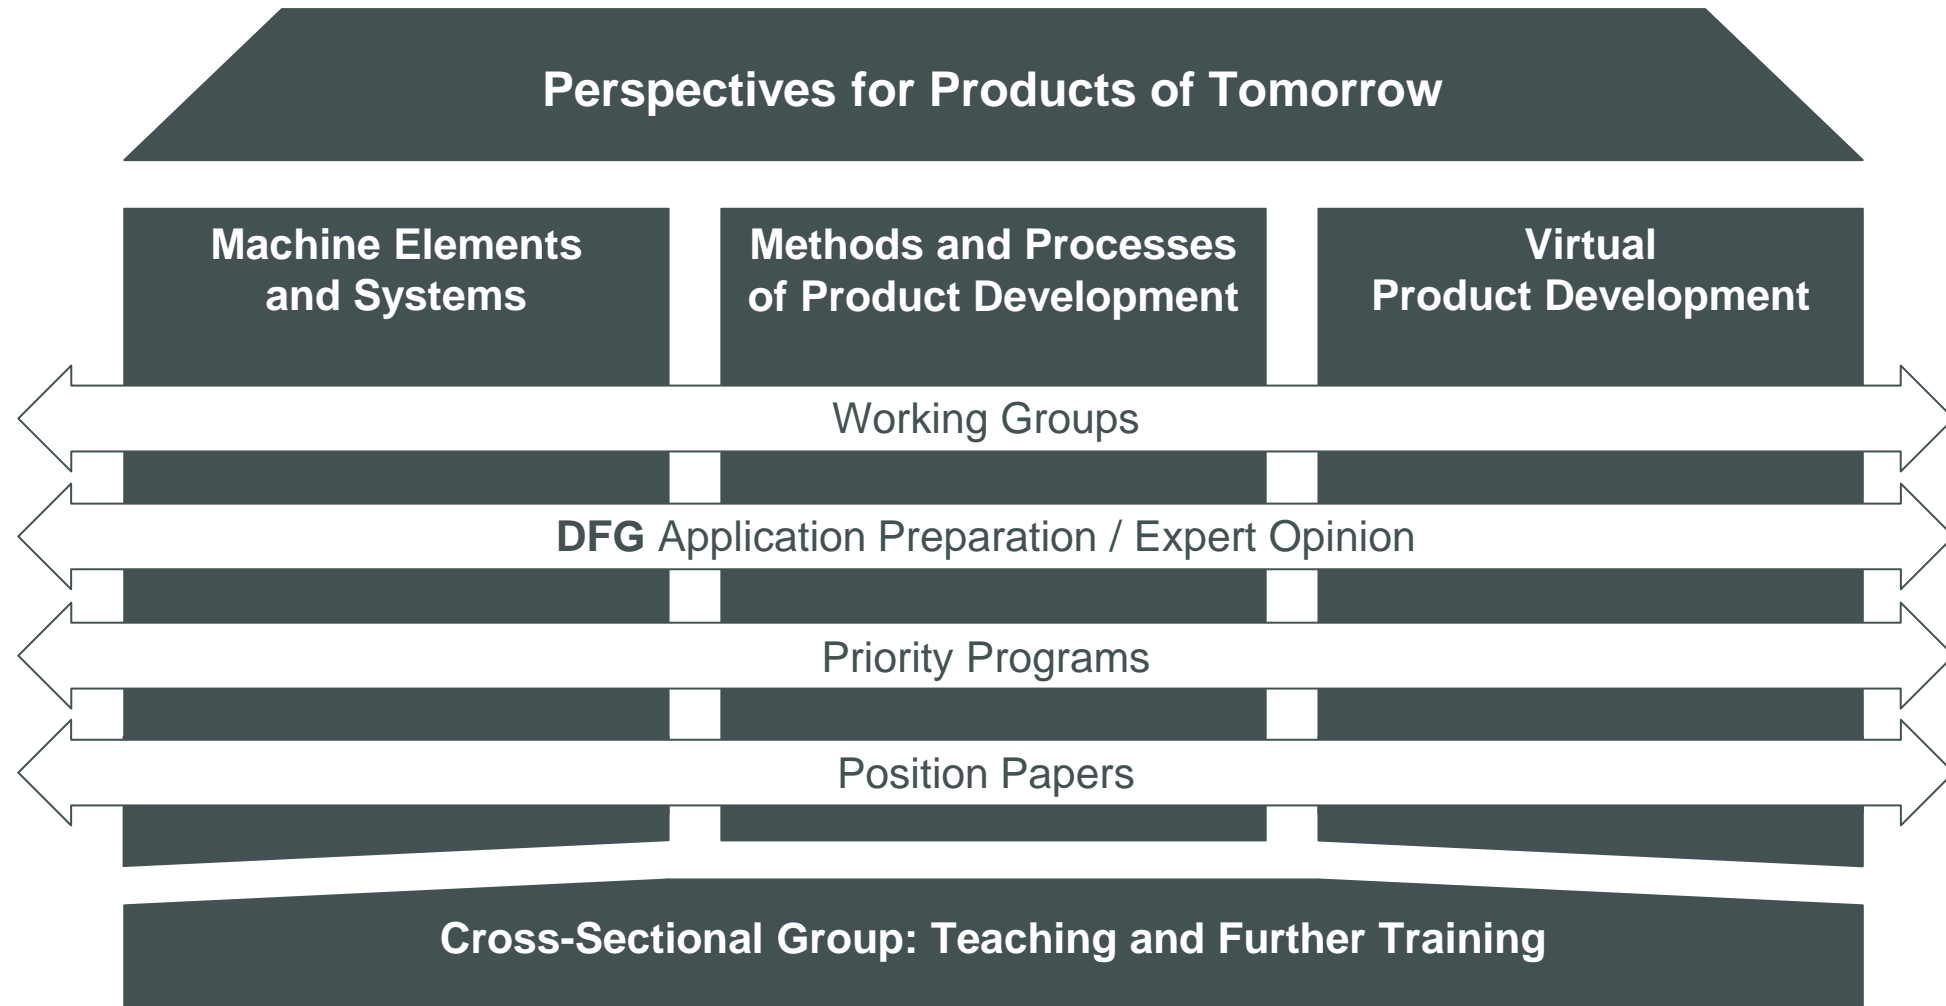 Perspectives for Products of Tomorrow
Machine Elements
and Systems
Methods and Processes
of Product Development
Virtual
Product Development
Working Groups
DFG Application Preparation / Expert Opinion
Priority Programs
Position Papers
Cross-Sectional Group: Teaching and Further Training